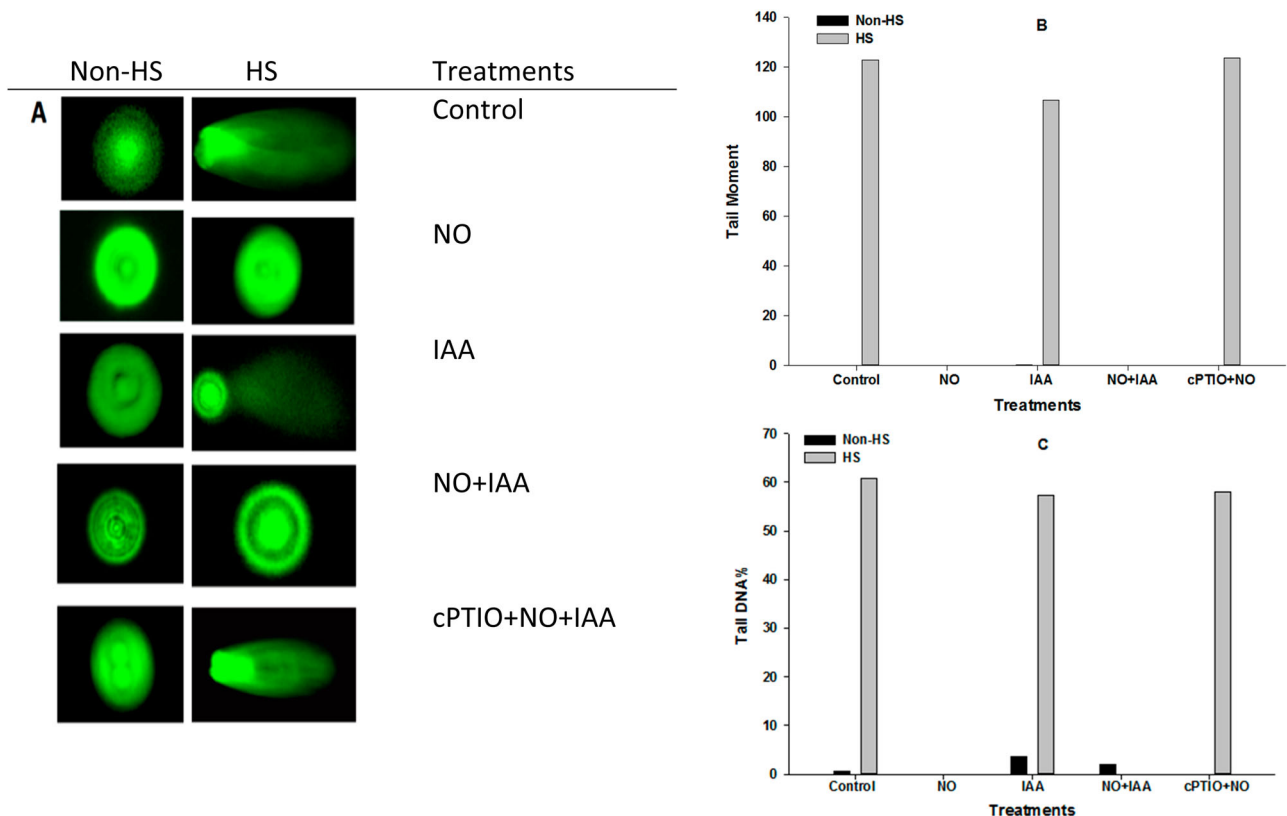 Non-HS HS Treatments
A
Control
NO
IAA
NO+IAA
cPTIO+NO+IAA
B
Non-HS
HS
Tail Moment
140
120
100
80
60
40
20
0
Control NO IAA NO+IAA cPTIO+NO
Treatments
C
Non-HS
HS
Tail DNA%
70
60
50
40
30
20
10
0
Control NO IAA NO+IAA cPTIO+NO
Treatments